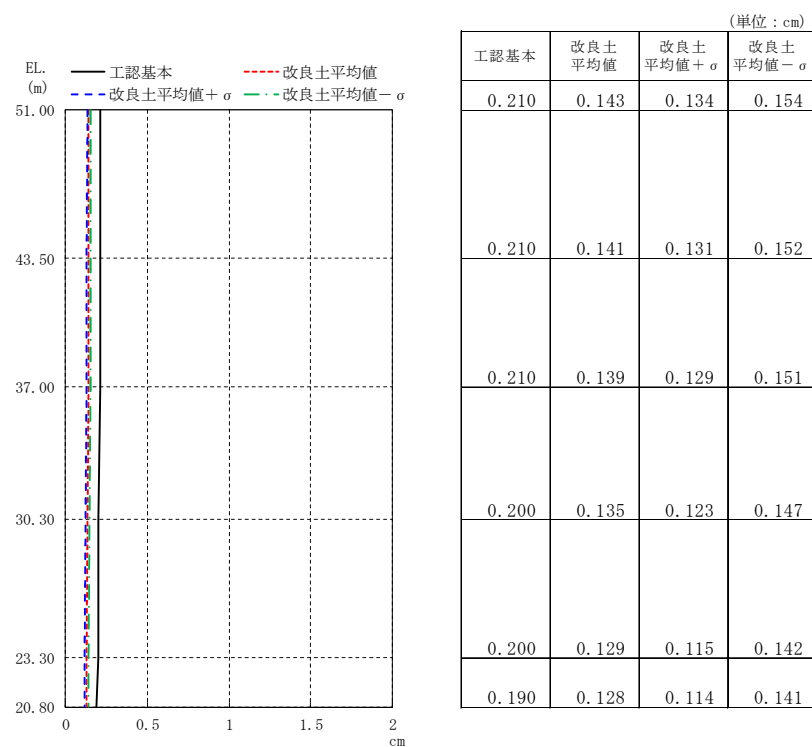 (単位：cm)
工認基本 改良土平均値 改良土平均値＋σ 改良土平均値－σ
EL.
(m)
工認基本 改良土平均値
改良土平均値＋σ 改良土平均値－σ
51.00 0.210 0.143 0.134 0.154
43.50 0.210 0.141 0.131 0.152
37.00 0.210 0.139 0.129 0.151
30.30 0.200 0.135 0.123 0.147
23.30 0.200 0.129 0.115 0.142
20.80 0.190 0.128 0.114 0.141
0 0.5 1 1.5 2
cm